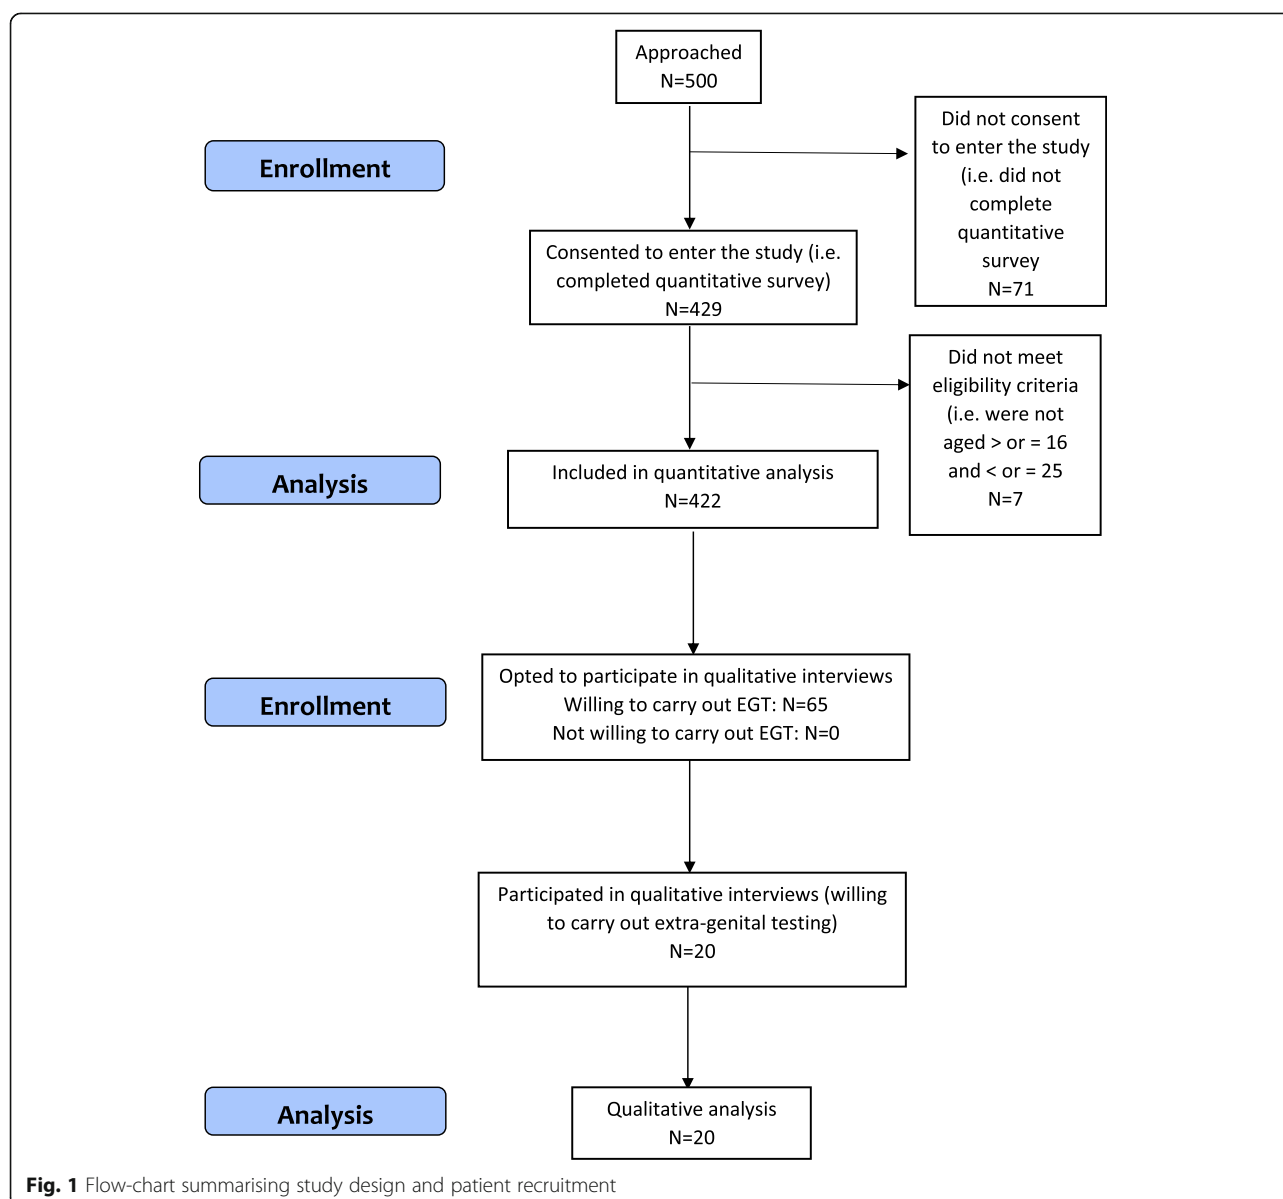 Approached
N=500
Enrollment
Did not consent
to enter the study
(i.e. did not
complete
quantitative
survey
N=71
Consented to enter the study (i.e.
completed quantitative survey)
N=429
Did not meet
eligibility criteria
(i.e. were not
aged > or = 16
and < or = 25
N=7
Analysis
Included in quantitative analysis
N=422
Enrollment
Opted to participate in qualitative interviews
Willing to carry out EGT: N=65
Not willing to carry out EGT: N=0
Participated in qualitative interviews (willing
to carry out extra-genital testing)
N=20
Analysis
Qualitative analysis
N=20
Fig. 1 Flow-chart summarising study design and patient recruitment